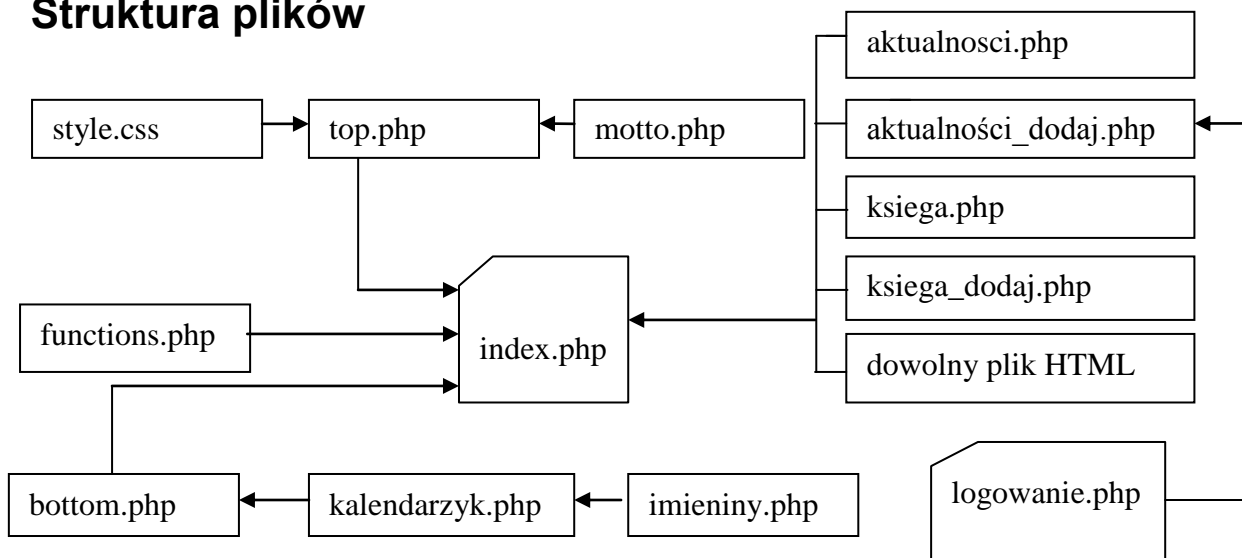 Struktura plików
aktualnosci.php
style.css
top.php
motto.php
aktualności_dodaj.php
ksiega.php
ksiega_dodaj.php
functions.php
index.php
dowolny plik HTML
bottom.php
kalendarzyk.php
imieniny.php
logowanie.php